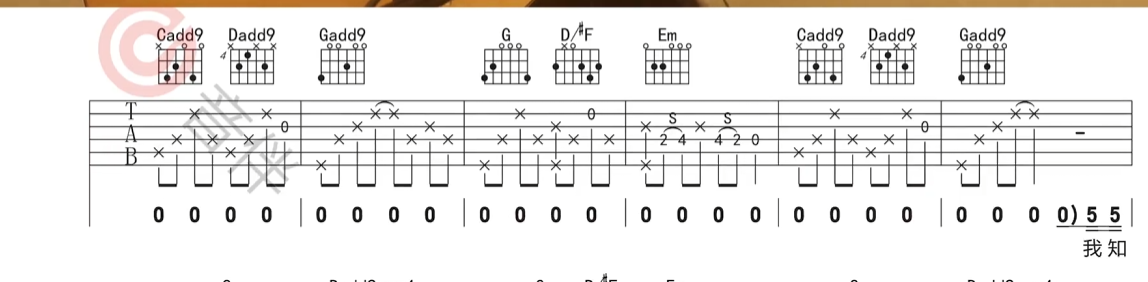 Cadd9 Dadd9 Gadd9 G D/#F Em Cadd9 Dadd9 Gadd9
4 4
T A B
0 0
S S
2 4 4 2 0
0
音伴
0 0 0 0 0 0 0 0 0 0 0 0 0 0 0 0 0 0 0 0 0 0 0 0) 5 5
我 知